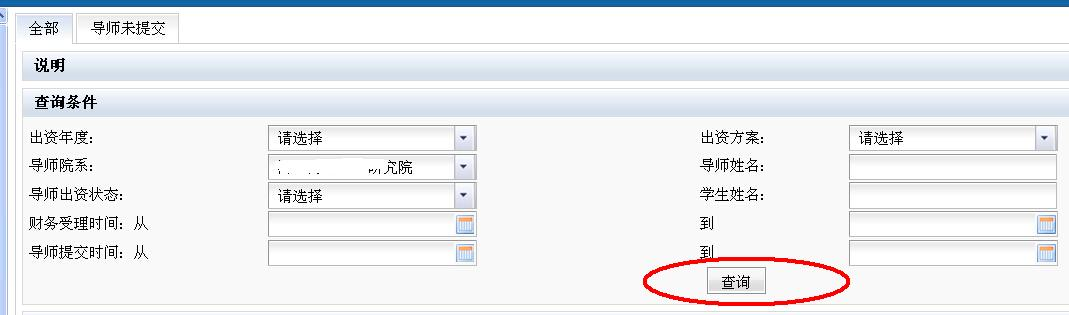 全部 导师未提交
说明
查询条件
出资年度： 请选择 出资方案： 请选择
导师院系： 究院 导师姓名：
导师出资状态： 请选择 学生姓名：
财务受理时间：从 到
导师提交时间：从 到
查询